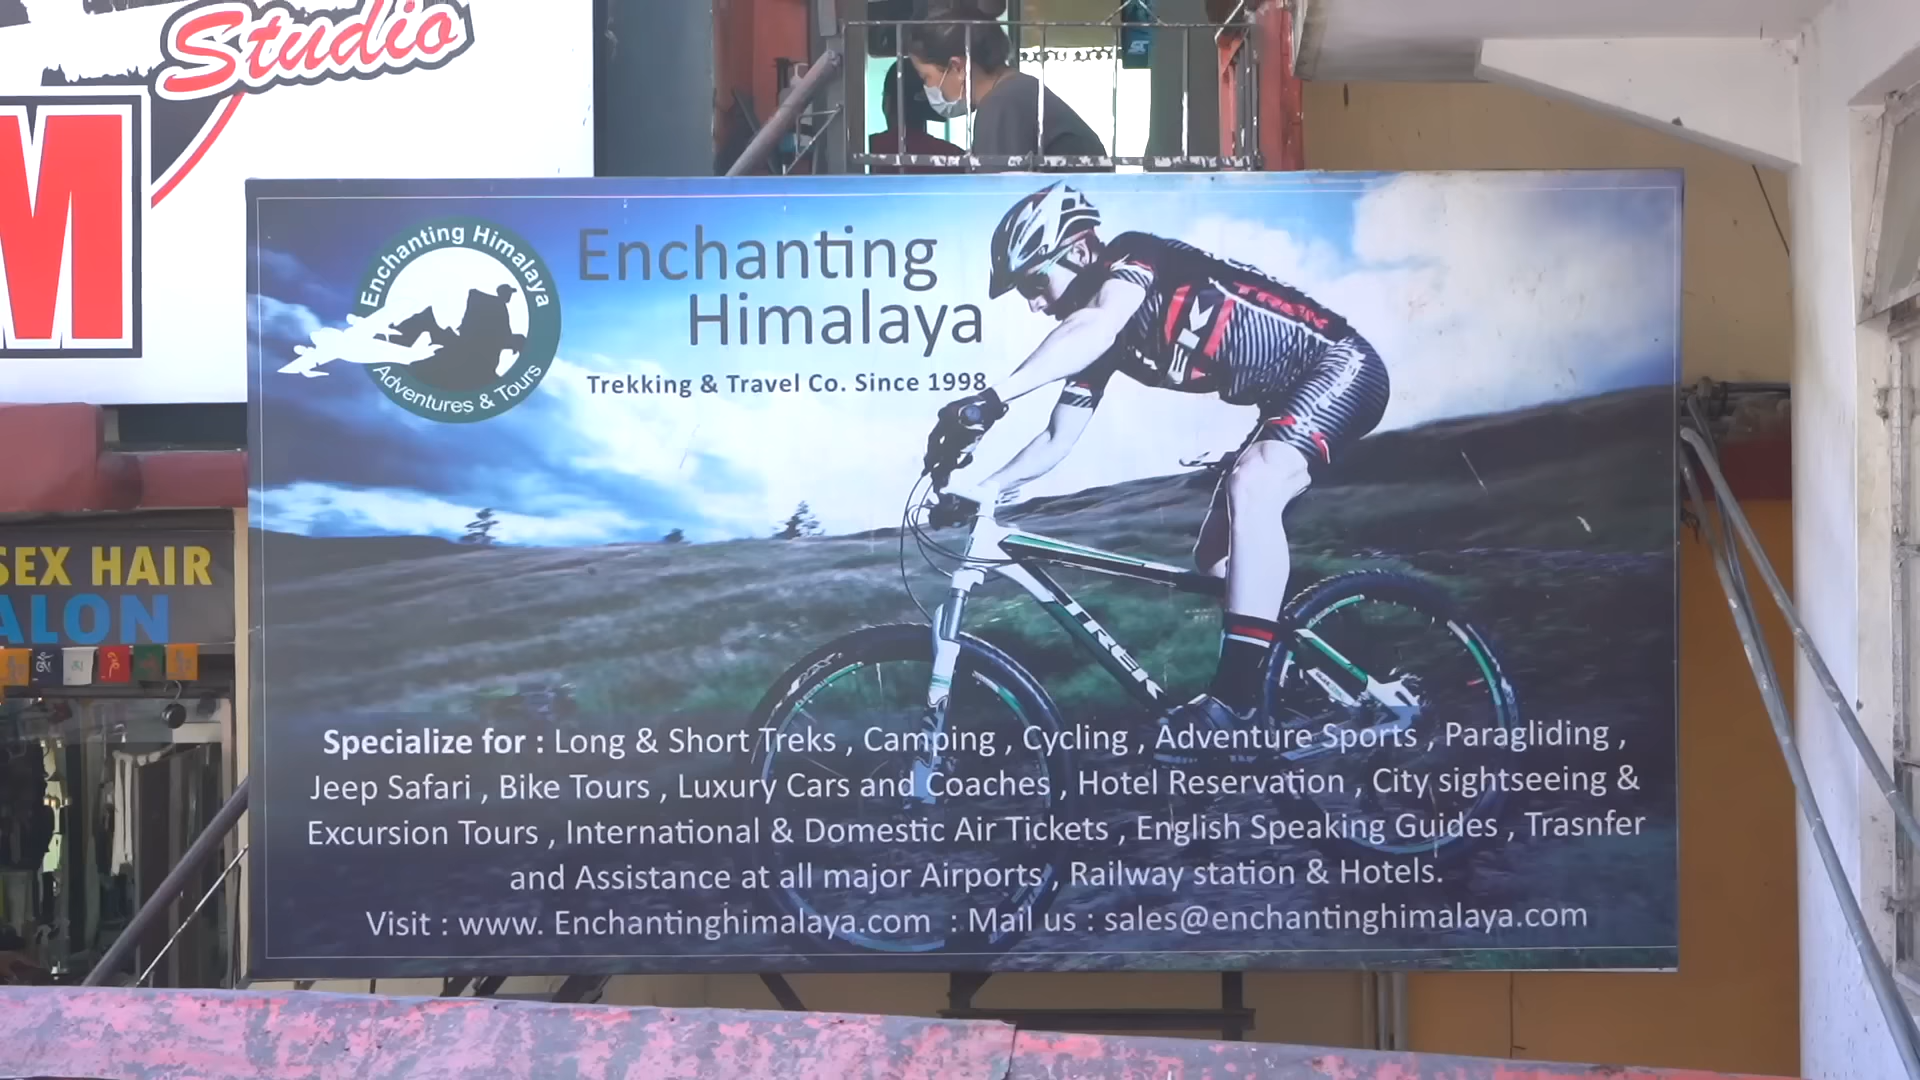 Studio
M
Enchanting Himalaya
Adventures & Tours
Enchanting
Himalaya
Trekking & Travel Co. Since 1998
TREK
TREK
SEX HAIR
ALON
Specialize for : Long & Short Treks , Camping , Cycling , Adventure Sports , Paragliding ,
Jeep Safari , Bike Tours , Luxury Cars and Coaches , Hotel Reservation , City sightseeing &
Excursion Tours , International & Domestic Air Tickets , English Speaking Guides , Trasnfer
and Assistance at all major Airports , Railway station & Hotels.
Visit : www. Enchantinghimalaya.com : Mail us : sales@enchantinghimalaya.com